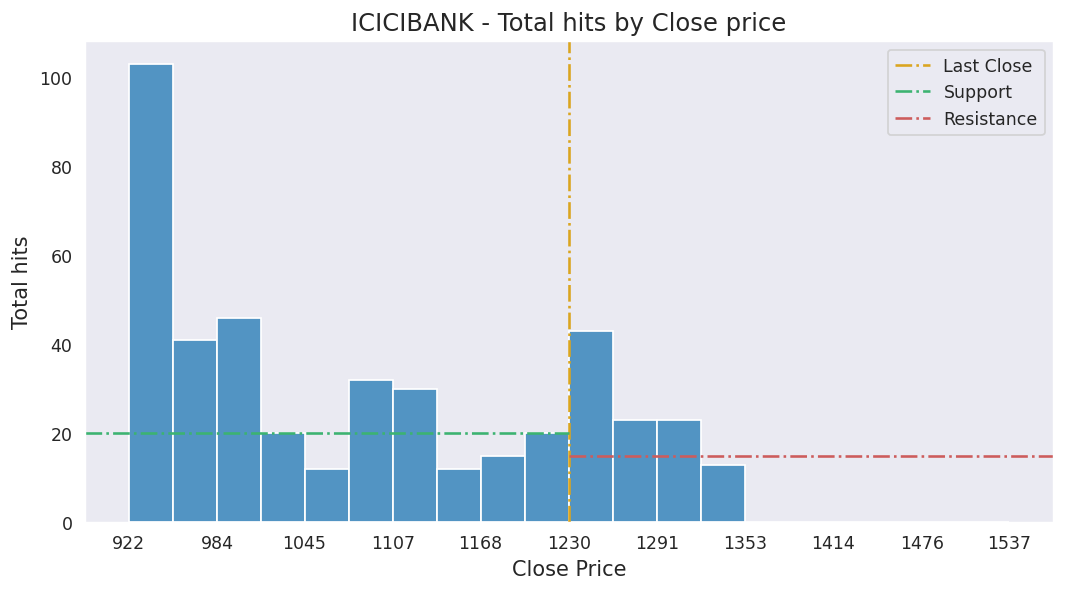 ICICIBANK - Total hits by Close price
Last Close
Support
Resistance
Total hits
100
80
60
40
20
0
922 984 1045 1107 1168 1230 1291 1353 1414 1476 1537
Close Price